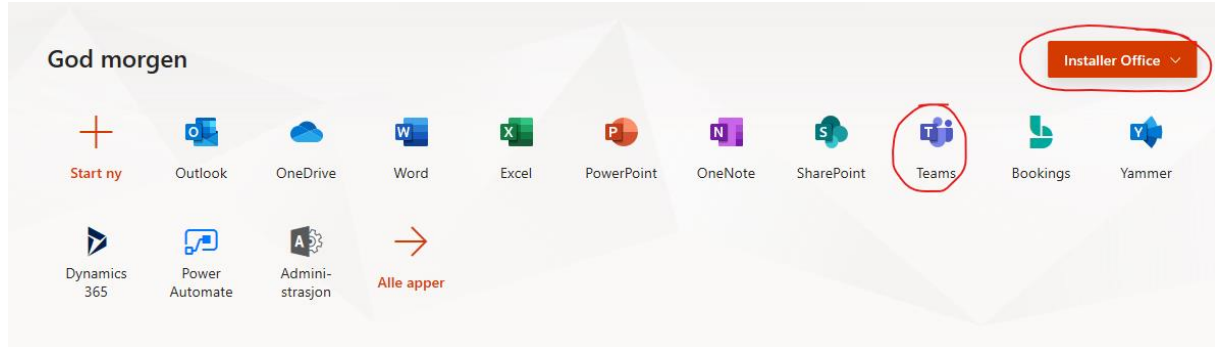 God morgen
Installer Office
Start ny
Outlook
OneDrive
Word
Excel
PowerPoint
OneNote
SharePoint
Teams
Bookings
Yammer
Dynamics
365
Power
Automate
Admini-
strasjon
Alle apper